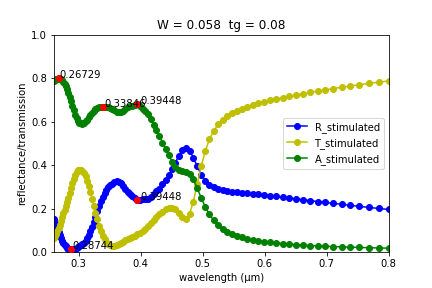 W = 0.058  tg = 0.08
reflectance/transmission
1.0
0.8
0.6
0.4
0.2
0.0
0.26729
0.39448
0.39448
0.28744
R_stimulated
T_stimulated
A_stimulated
0.3
0.4
0.5
0.6
0.7
0.8
wavelength (μm)